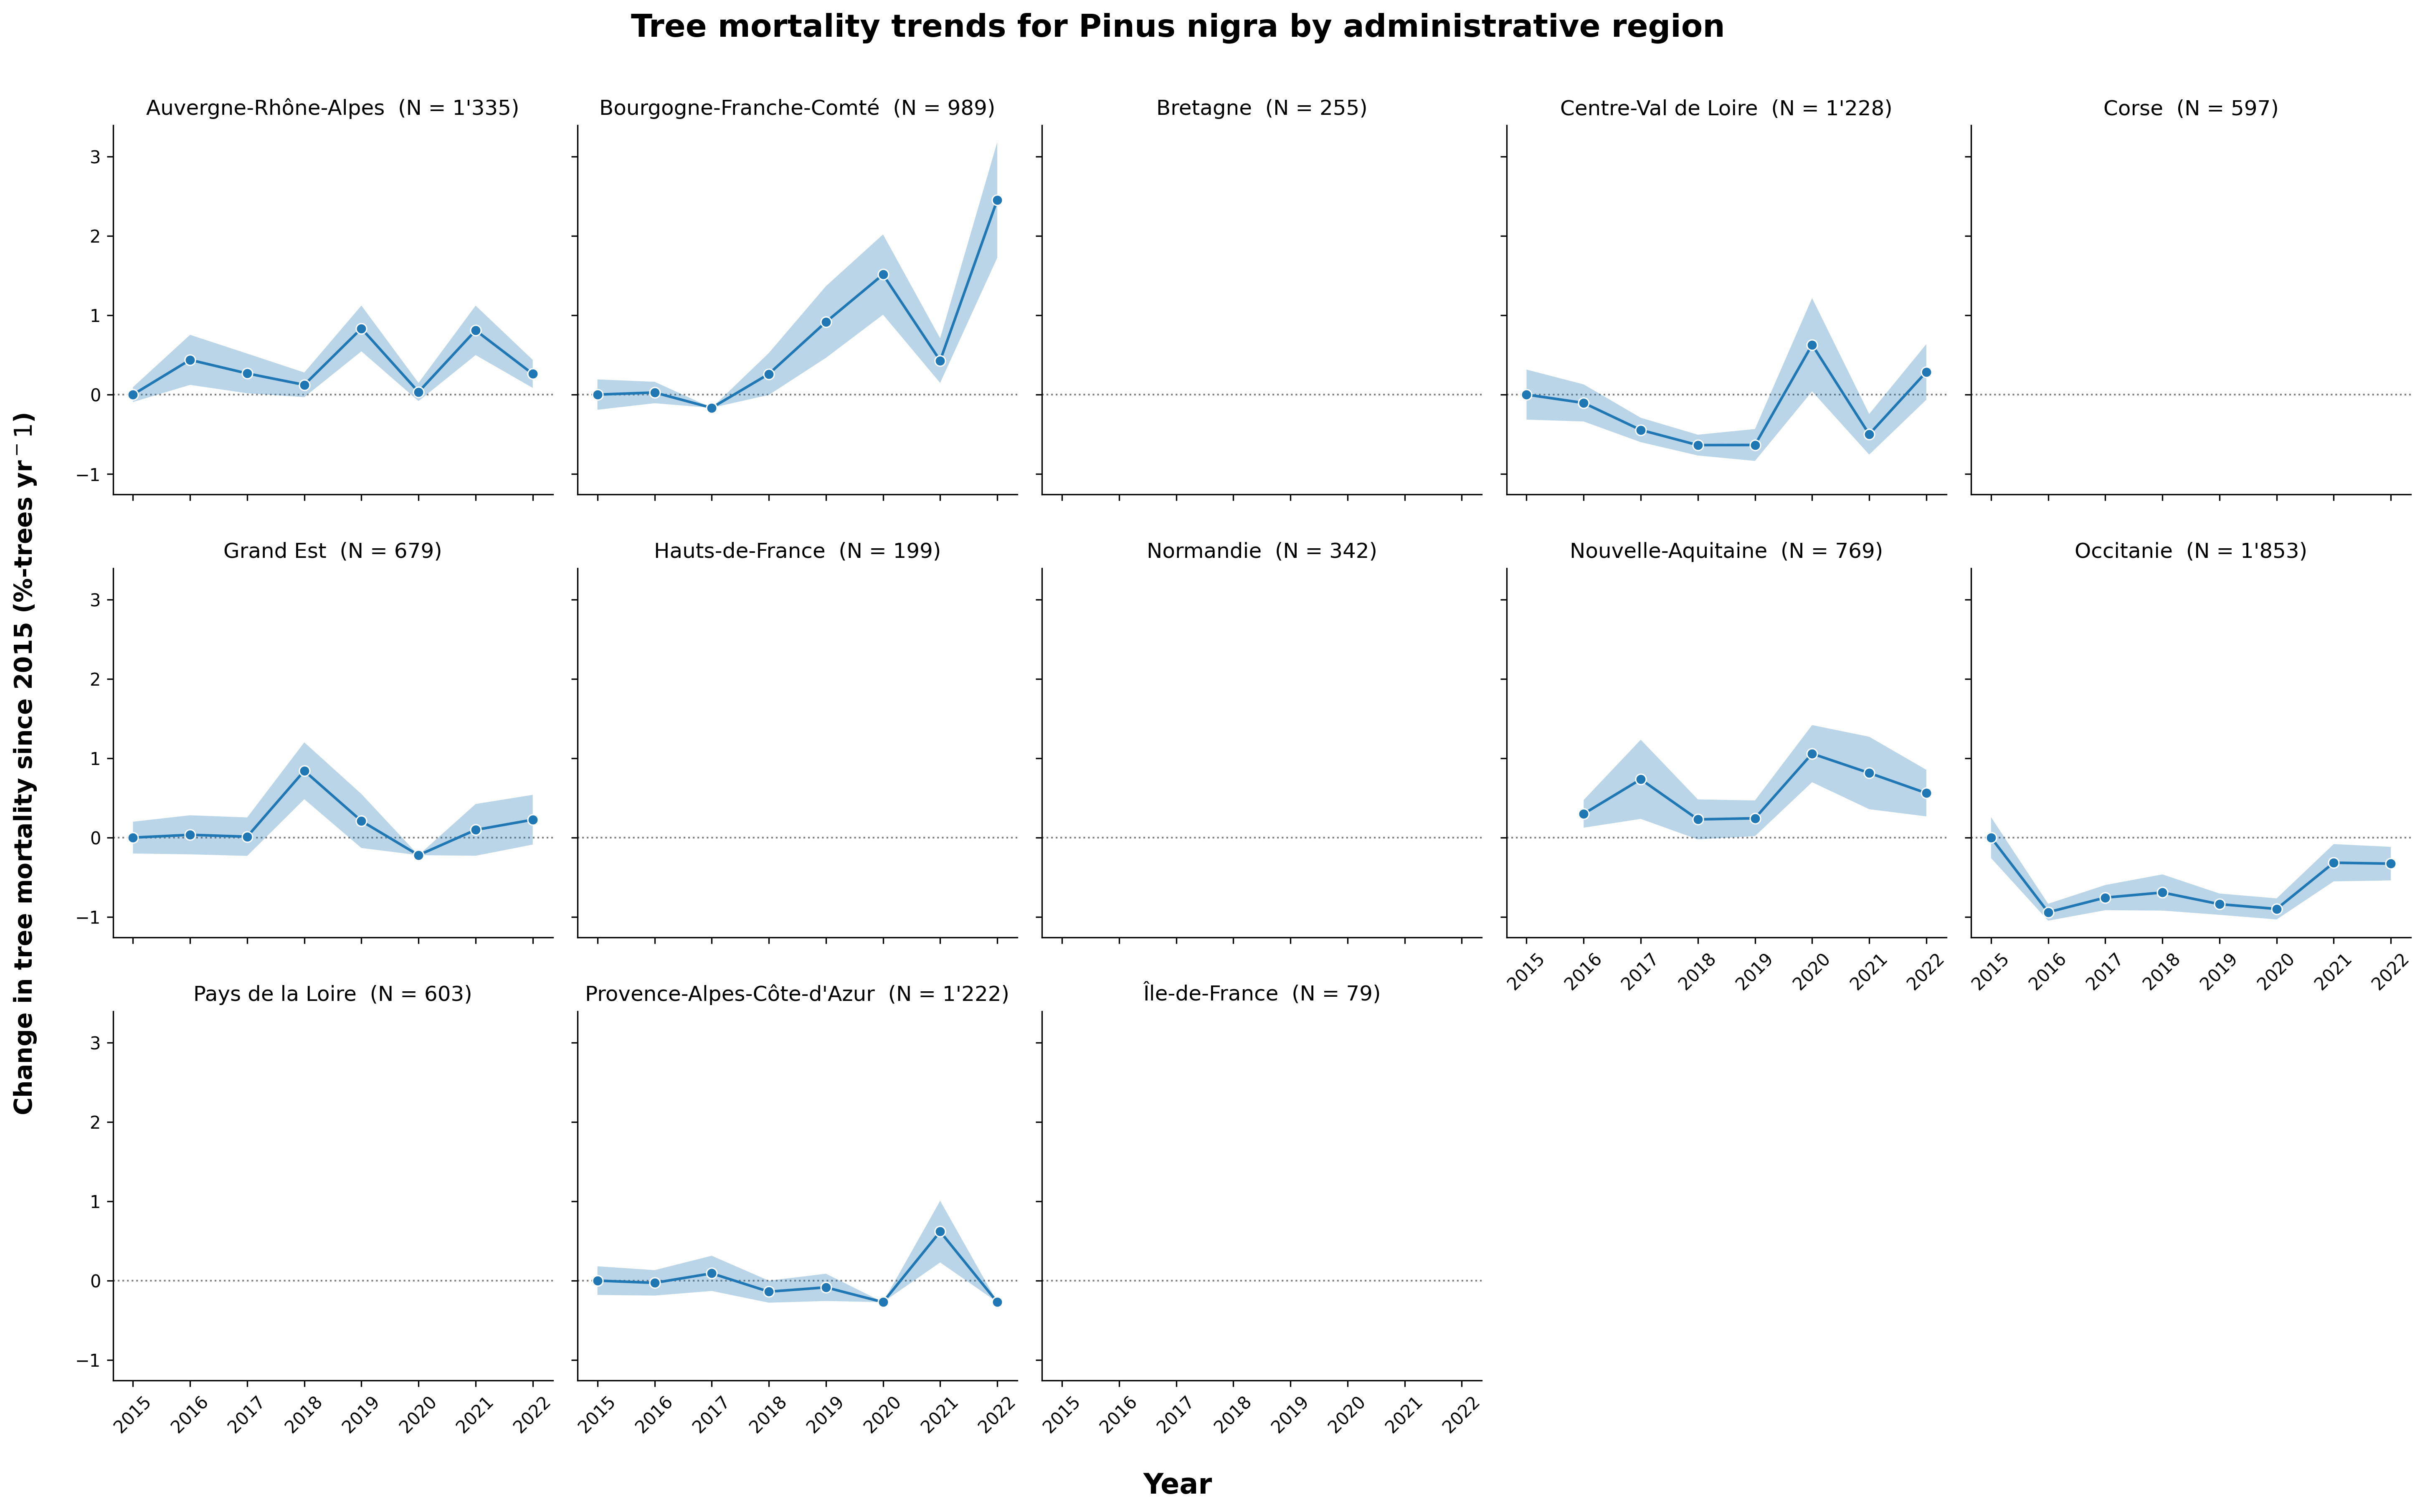 Tree mortality trends for Pinus nigra by administrative region
Change in tree mortality since 2015 (%-trees yr⁻1)
Auvergne-Rhône-Alpes (N = 1'335)
3
2
1
0
−1
Bourgogne-Franche-Comté (N = 989)
Bretagne (N = 255)
Centre-Val de Loire (N = 1'228)
Corse (N = 597)
Grand Est (N = 679)
3
2
1
0
−1
Hauts-de-France (N = 199)
Normandie (N = 342)
Nouvelle-Aquitaine (N = 769)
2015 2016 2017 2018 2019 2020 2021 2022
Occitanie (N = 1'853)
2015 2016 2017 2018 2019 2020 2021 2022
Pays de la Loire (N = 603)
3
2
1
0
−1
2015 2016 2017 2018 2019 2020 2021 2022
Provence-Alpes-Côte-d'Azur (N = 1'222)
2015 2016 2017 2018 2019 2020 2021 2022
Île-de-France (N = 79)
2015 2016 2017 2018 2019 2020 2021 2022
Year